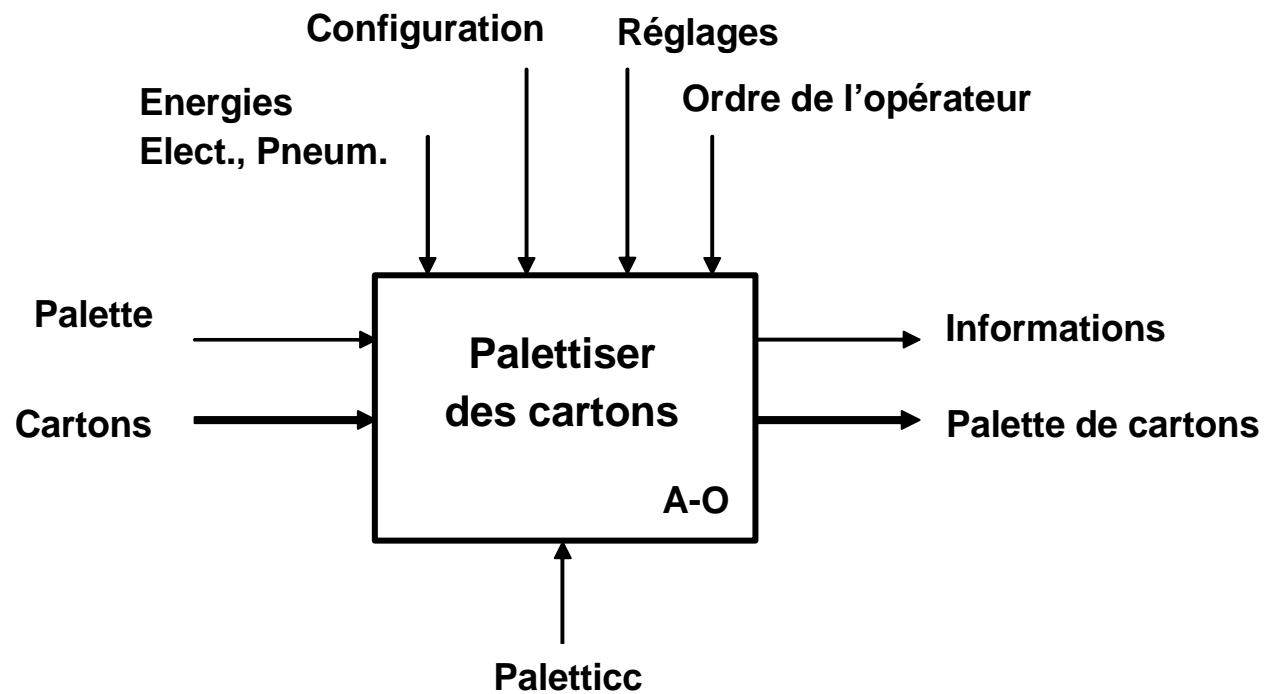 Configuration
Réglages
Energies
Elect., Pneum.
Ordre de l’opérateur
Palette
Cartons
Palettiser
des cartons
A-O
Informations
Palette de cartons
Paletticc